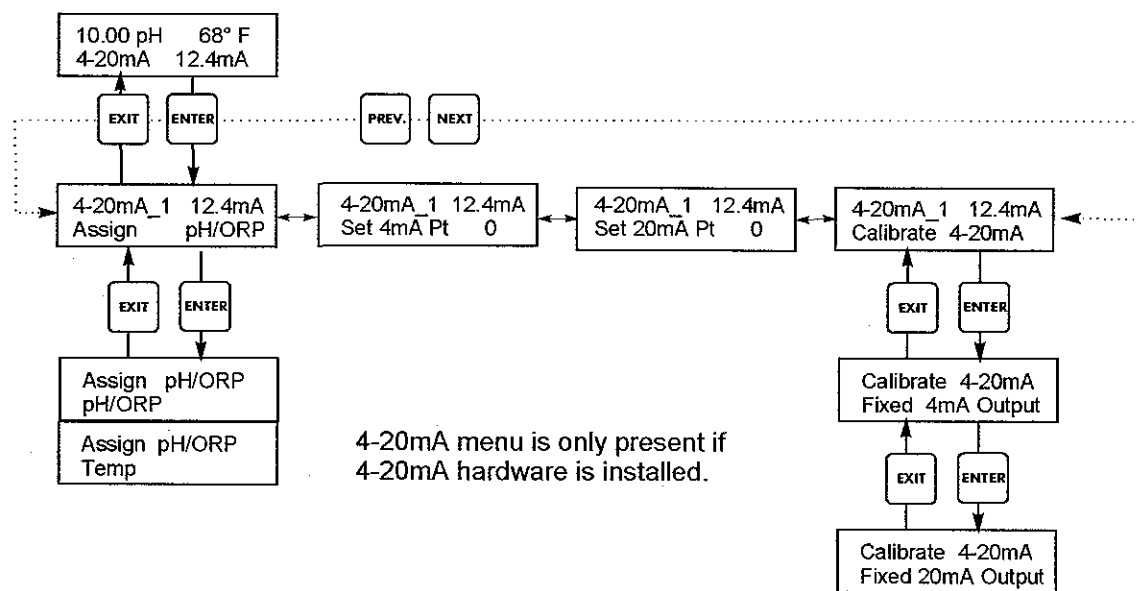 10.00 pH 68° F
4-20mA 12.4mA
EXIT
ENTER
PREV.
NEXT
4-20mA_1 12.4mA
Assign pH/ORP
4-20mA_1 12.4mA
Set 4mA Pt 0
4-20mA_1 12.4mA
Set 20mA Pt 0
4-20mA_1 12.4mA
Calibrate 4-20mA
EXIT
ENTER
EXIT
ENTER
Assign pH/ORP
pH/ORP
Assign pH/ORP
Temp
4-20mA menu is only present if
4-20mA hardware is installed.
Calibrate 4-20mA
Fixed 4mA Output
EXIT
ENTER
Calibrate 4-20mA
Fixed 20mA Output